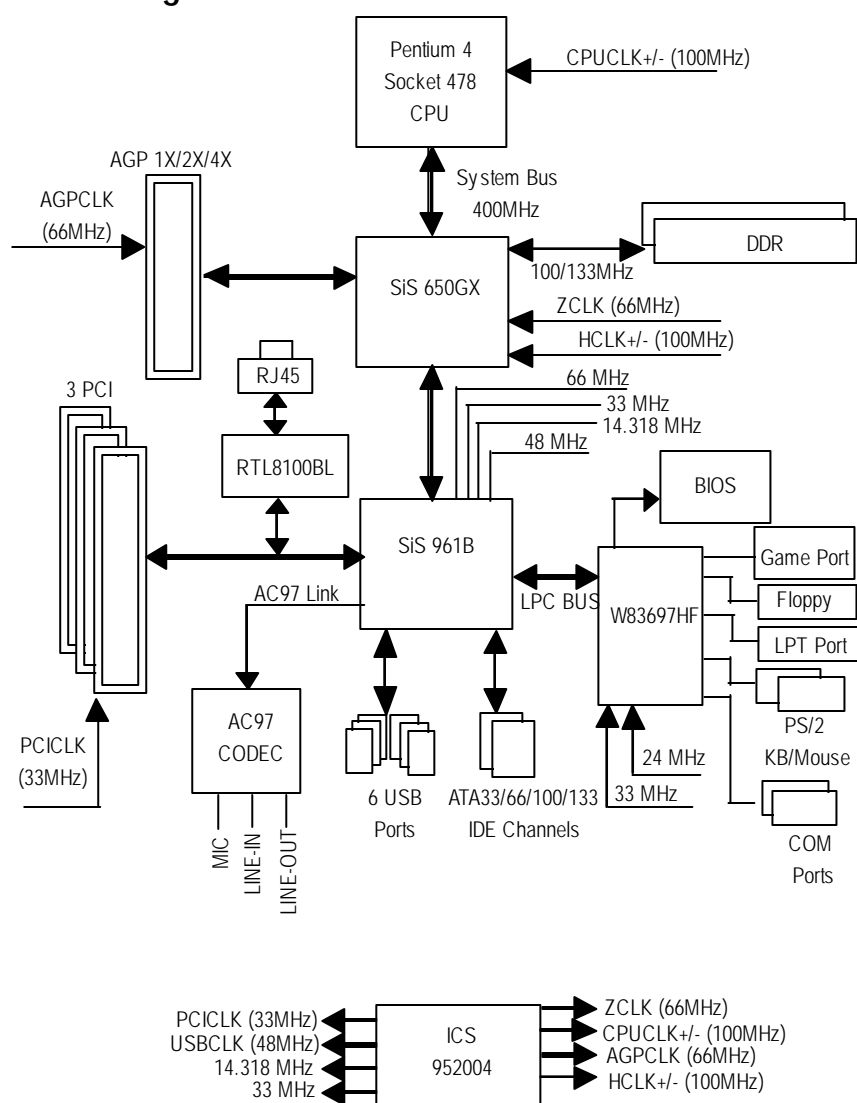 g
Pentium 4
Socket 478
CPU
CPUCLK+/- (100MHz)
AGP 1X/2X/4X
System Bus
400MHz
AGPCLK
(66MHz)
DDR
SiS 650GX
100/133MHz
ZCLK (66MHz)
HCLK+/- (100MHz)
RJ45
3 PCI
66 MHz
33 MHz
14.318 MHz
48 MHz
RTL8100BL
BIOS
SiS 961B
Game Port
AC97 Link
LPC BUS
W83697HF
Floppy
LPT Port
AC97
CODEC
PS/2
KB/Mouse
PCICLK
(33MHz)
24 MHz
33 MHz
6 USB
Ports
ATA33/66/100/133
IDE Channels
COM
Ports
MIC
LINE-IN
LINE-OUT
ICS
952004
PCICLK (33MHz)
USBCLK (48MHz)
14.318 MHz
33 MHz
ZCLK (66MHz)
CPUCLK+/- (100MHz)
AGPCLK (66MHz)
HCLK+/- (100MHz)